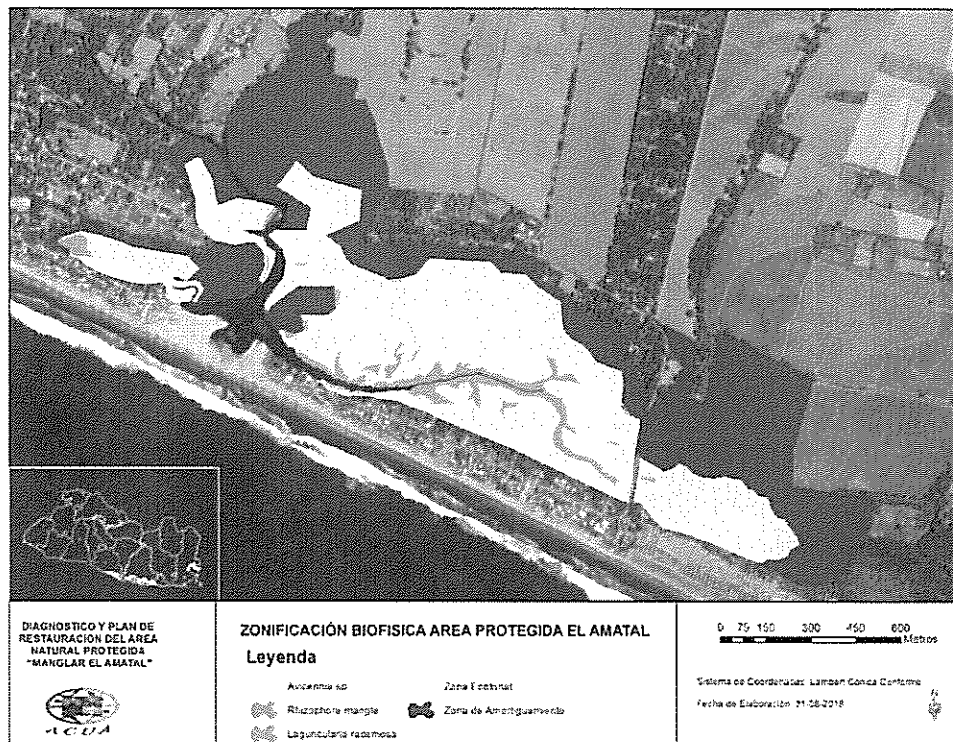 DIAGNOSTICO Y PLAN DE
RESTAURACION DEL AREA
NATURAL PROTEGIDA
"MANGLAR EL AMATAL"
ACUA
ZONIFICACIÓN BIOFISICA AREA PROTEGIDA EL AMATAL
Leyenda
Avicennia sp
Rhizophora mangle
Laguncularia racemosa
Zona Ecotonal
Zona de Amortiguamiento
0 75 150 300 450 600
Metros
Sistema de Coordenadas: Lambert Conica Conforme
Fecha de Elaboración: 31-08-2018
N